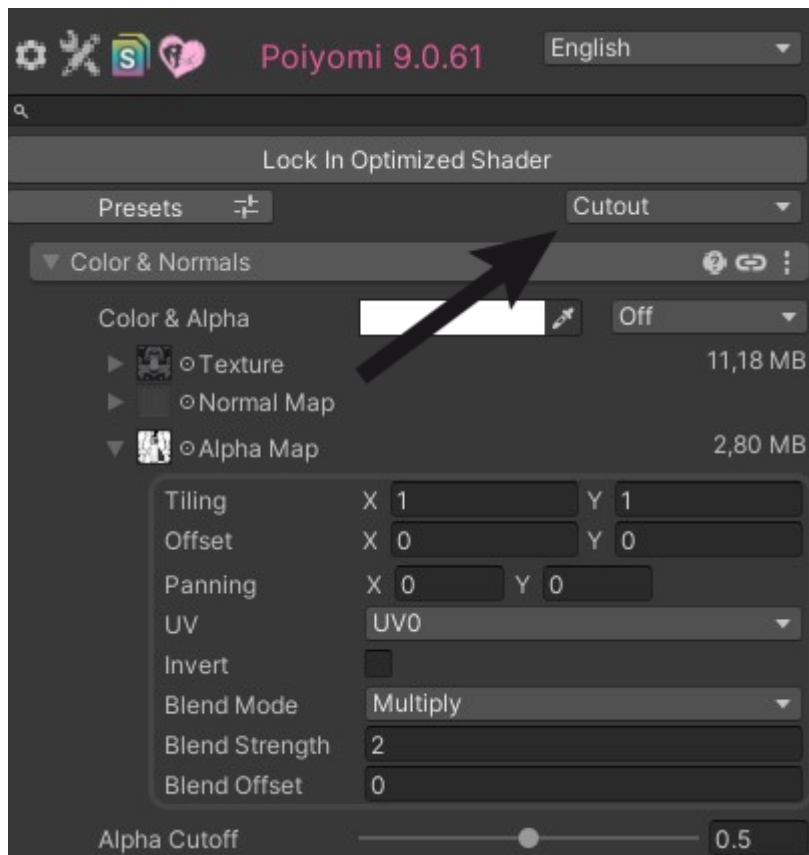 Poiyomi 9.0.61 English
Lock In Optimized Shader
Presets Cutout
Color & Normals
Color & Alpha Off
Texture 11,18 MB
Normal Map
Alpha Map 2,80 MB
Tiling X 1 Y 1
Offset X 0 Y 0
Panning X 0 Y 0
UV UV0
Invert
Blend Mode Multiply
Blend Strength 2
Blend Offset 0
Alpha Cutoff 0.5